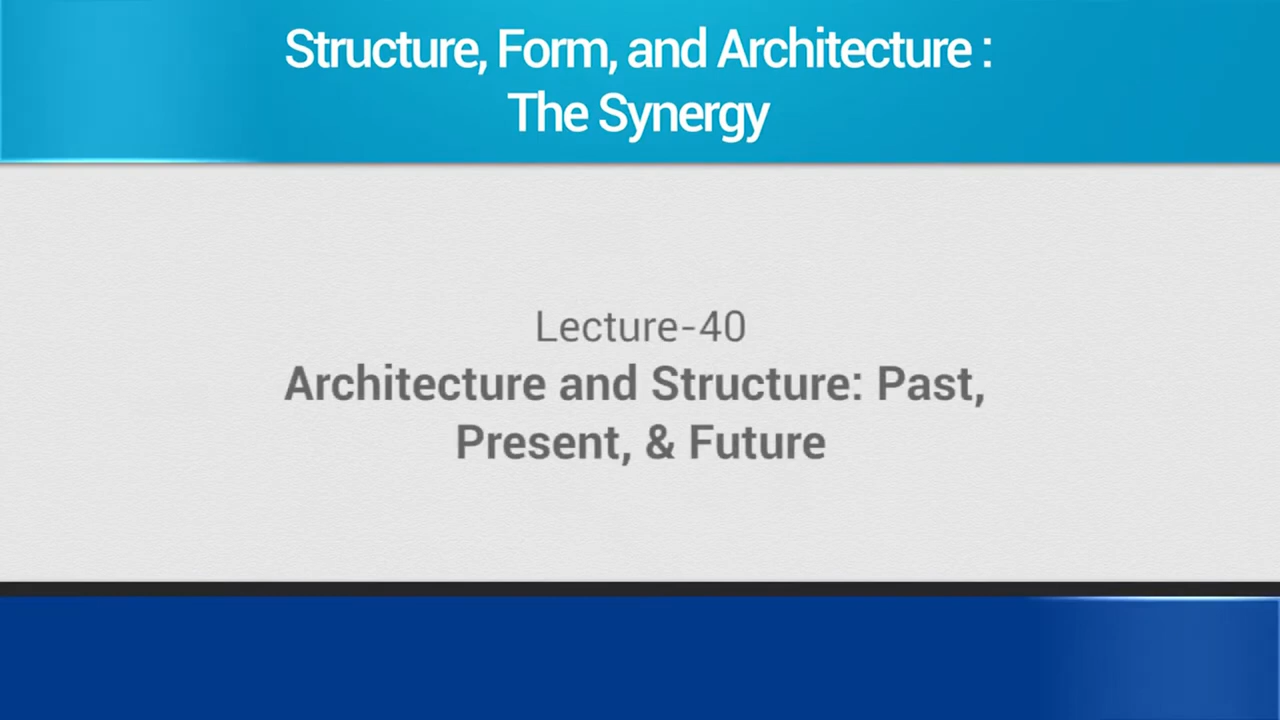 Structure, Form, and Architecture :
The Synergy
Lecture-40
Architecture and Structure: Past,
Present, & Future